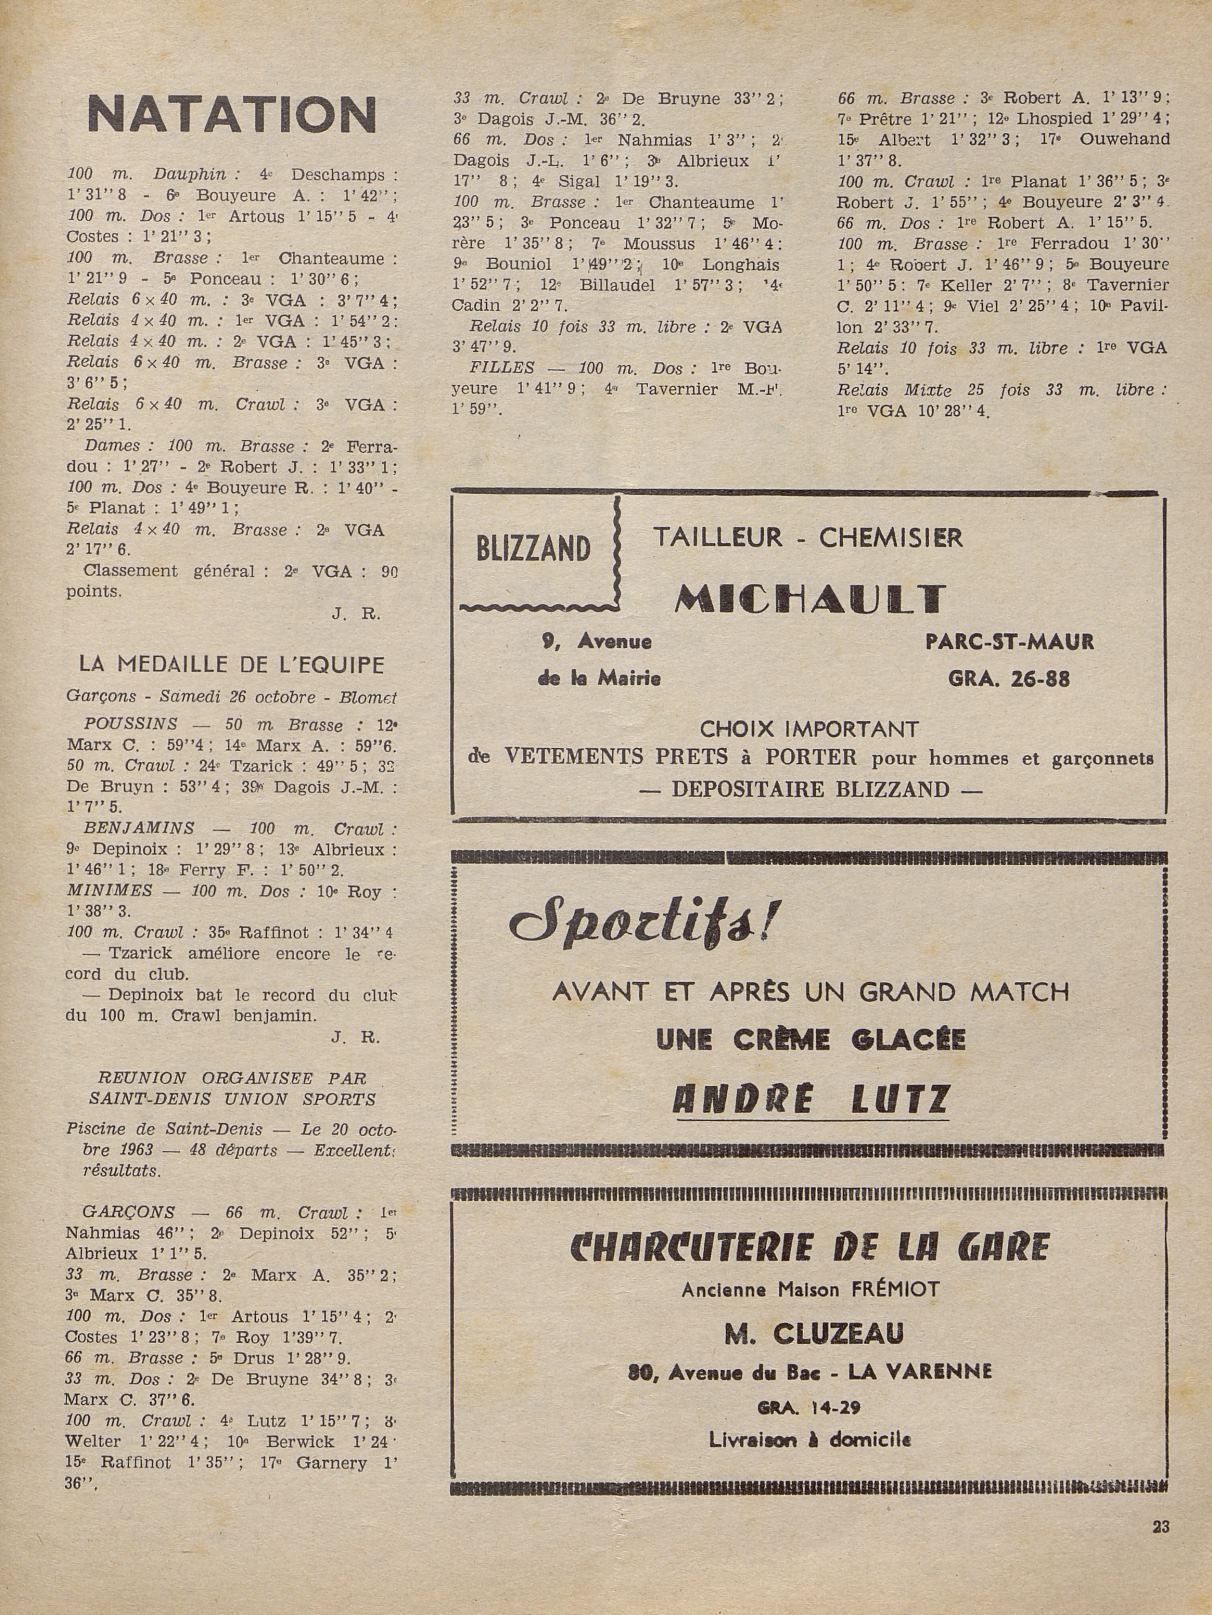 NATATION
100 m. Dauphin : 4e Deschamps :
1' 31'' 8 - 6e Bouyeure A. : 1' 42'' ;
100 m. Dos : 1er Artous 1' 15'' 5 - 4e
Costes : 1' 21'' 3 ;
100 m. Brasse : 1er Chanteaume :
1' 21'' 9 - 5e Ponceau : 1' 30'' 6 ;
Relais 6 × 40 m. : 3e VGA : 3' 7'' 4 ;
Relais 4 × 40 m. : 1er VGA : 1' 54'' 2 :
Relais 4 × 40 m. : 2e VGA : 1' 45'' 3 ;
Relais 6 × 40 m. Brasse : 3e VGA :
3' 6'' 5 ;
Relais 6 × 40 m. Crawl : 3e VGA :
2' 25'' 1.
Dames : 100 m. Brasse : 2e Ferra-
dou : 1' 27'' - 2e Robert J. : 1' 33'' 1 ;
100 m. Dos : 4e Bouyeure R. : 1' 40'' -
5e Planat : 1' 49'' 1 ;
Relais 4 × 40 m. Brasse : 2e VGA
2' 17'' 6.
Classement général : 2e VGA : 90
points.
J. R.
LA MEDAILLE DE L'EQUIPE
Garçons - Samedi 26 octobre - Blomet
POUSSINS — 50 m Brasse : 12e
Marx C. : 59''4 ; 14e Marx A. : 59''6.
50 m. Crawl : 24e Tzarick : 49'' 5 ; 32
De Bruyn : 53'' 4 ; 39e Dagois J.-M. :
1' 7'' 5.
BENJAMINS — 100 m. Crawl :
9e Depinoix : 1' 29'' 8 ; 13e Albrieux :
1' 46'' 1 ; 18e Ferry F. : 1' 50'' 2.
MINIMES — 100 m. Dos : 10e Roy :
1' 38'' 3.
100 m. Crawl : 35e Raffinot : 1' 34'' 4
— Tzarick améliore encore le re-
cord du club.
— Depinoix bat le record du club
du 100 m. Crawl benjamin.
J. R.
REUNION ORGANISEE PAR
SAINT-DENIS UNION SPORTS
Piscine de Saint-Denis — Le 20 octo-
bre 1963 — 48 départs — Excellents
résultats.
GARÇONS — 66 m. Crawl : 1er
Nahmias 46'' ; 2e Depinoix 52'' ; 5e
Albrieux 1' 1'' 5.
33 m. Brasse : 2e Marx A. 35'' 2 ;
3e Marx C. 35'' 8.
100 m. Dos : 1er Artous 1' 15'' 4 ; 2e
Costes 1' 23'' 8 ; 7e Roy 1'39'' 7.
66 m. Brasse : 5e Drus 1' 28'' 9.
33 m. Dos : 2e De Bruyne 34'' 8 ; 3e
Marx C. 37'' 6.
100 m. Crawl : 4e Lutz 1' 15'' 7 ; 8e
Welter 1' 22'' 4 ; 10e Berwick 1' 24'
15e Raffinot 1' 35'' ; 17e Garnery 1'
36''.
33 m. Crawl : 2e De Bruyne 33'' 2 ;
3e Dagois J.-M. 36'' 2.
66 m. Dos : 1er Nahmias 1' 3'' ; 2e
Dagois J.-L. 1' 6'' ; 3e Albrieux 1'
17'' 8 ; 4e Sigal 1' 19'' 3.
100 m. Brasse : 1er Chanteaume 1'
23'' 5 ; 3e Ponceau 1' 32'' 7 ; 5e Mo-
rère 1' 35'' 8 ; 7e Moussus 1' 46'' 4 :
9e Bouniol 1' 49'' 2 ; 10e Longhais
1' 52'' 7 ; 12e Billaudel 1' 57'' 3 ; 14e
Cadin 2' 2'' 7.
Relais 10 fois 33 m. libre : 2e VGA
3' 47'' 9.
FILLES — 100 m. Dos : 1re Bou-
yeure 1' 41'' 9 ; 4e Tavernier M.-F.
1' 59''.
66 m. Brasse : 3e Robert A. 1' 13'' 9 ;
7e Prêtre 1' 21'' ; 12e Lhospied 1' 29'' 4 ;
15e Albert 1' 32'' 3 ; 17e Ouwehand
1' 37'' 8.
100 m. Crawl : 1re Planat 1' 36'' 5 ; 3e
Robert J. 1' 55'' ; 4e Bouyeure 2' 3'' 4.
66 m. Dos : 1re Robert A. 1' 15'' 5.
100 m. Brasse : 1re Ferradou 1' 30''
1 ; 4e Robert J. 1' 46'' 9 ; 5e Bouyeure
1' 50'' 5 : 7e Keller 2' 7'' ; 8e Tavernier
C. 2' 11'' 4 ; 9e Viel 2' 25'' 4 ; 10e Pavil-
lon 2' 33'' 7.
Relais 10 fois 33 m. libre : 1re VGA
5' 14''.
Relais Mixte 25 fois 33 m. libre :
1re VGA 10' 28'' 4.
BLIZZAND
TAILLEUR - CHEMISIER
MICHAULT
9, Avenue PARC-ST-MAUR
de la Mairie GRA. 26-88
CHOIX IMPORTANT
de VETEMENTS PRETS à PORTER pour hommes et garçonnets
— DEPOSITAIRE BLIZZAND —
Sportifs !
AVANT ET APRÈS UN GRAND MATCH
UNE CRÈME GLACÉE
ANDRÉ LUTZ
CHARCUTERIE DE LA GARE
Ancienne Maison FRÉMIOT
M. CLUZEAU
80, Avenue du Bac - LA VARENNE
GRA. 14-29
Livraison à domicile
23